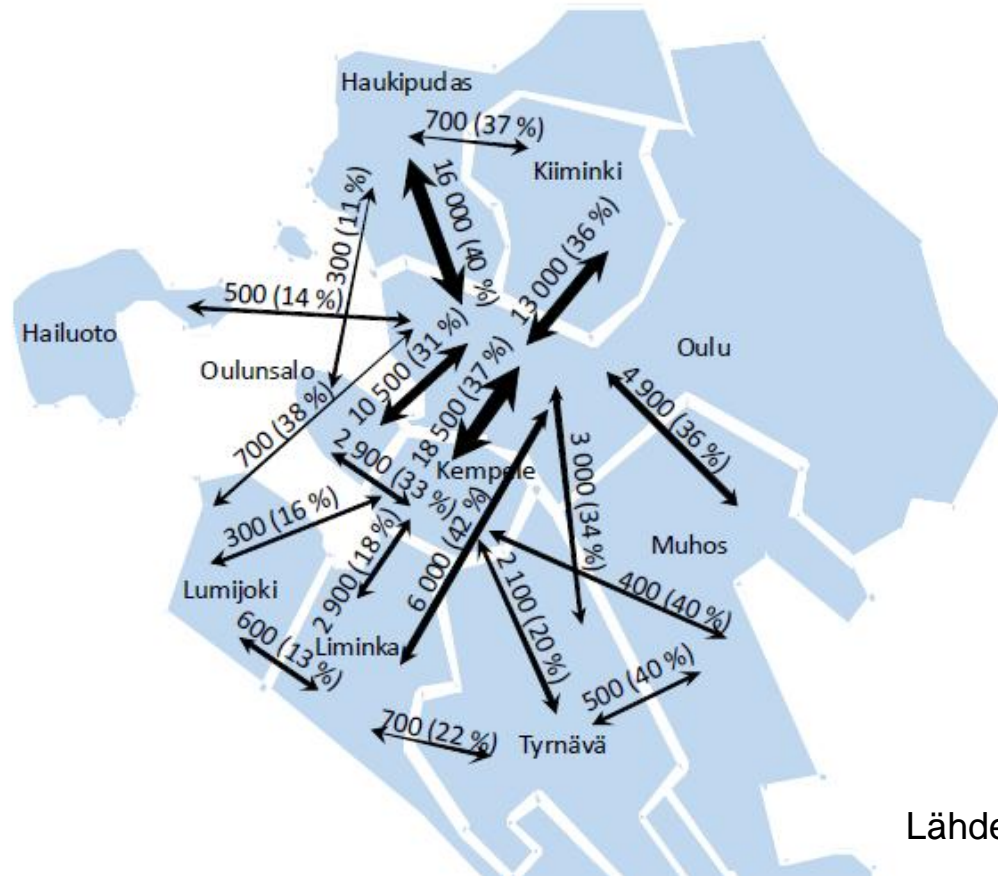 Haukipudas
700 (37 %)
Kiiminki
16 000 (40 %)
300 (11 %)
13 000 (36 %)
500 (14 %)
Hailuoto
Oulunsalo
10 500 (31 %)
Oulu
700 (38 %)
18 500 (37 %)
4 900 (36 %)
2 900 (33 %)
Kempele
3 000 (34 %)
300 (16 %)
6 000 (42 %)
Muhos
2 900 (18 %)
2 100 (20 %)
400 (40 %)
Lumijoki
600 (13 %)
Liminka
500 (40 %)
700 (22 %)
Tyrnävä
Lähde